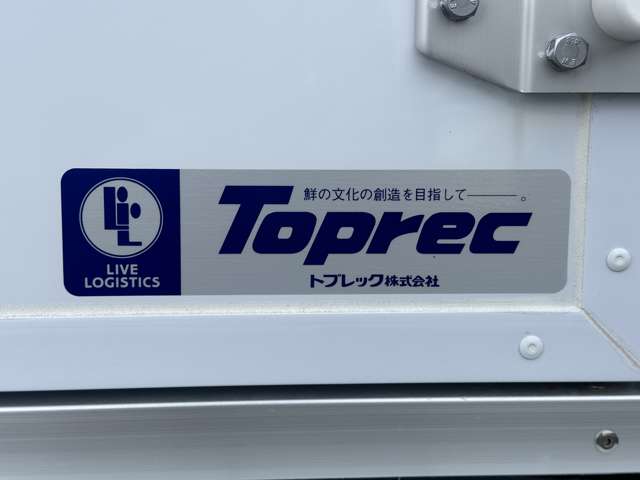 鮮の文化の創造を目指して――。
Toprec
トプレック株式会社
LIVE
LOGISTICS